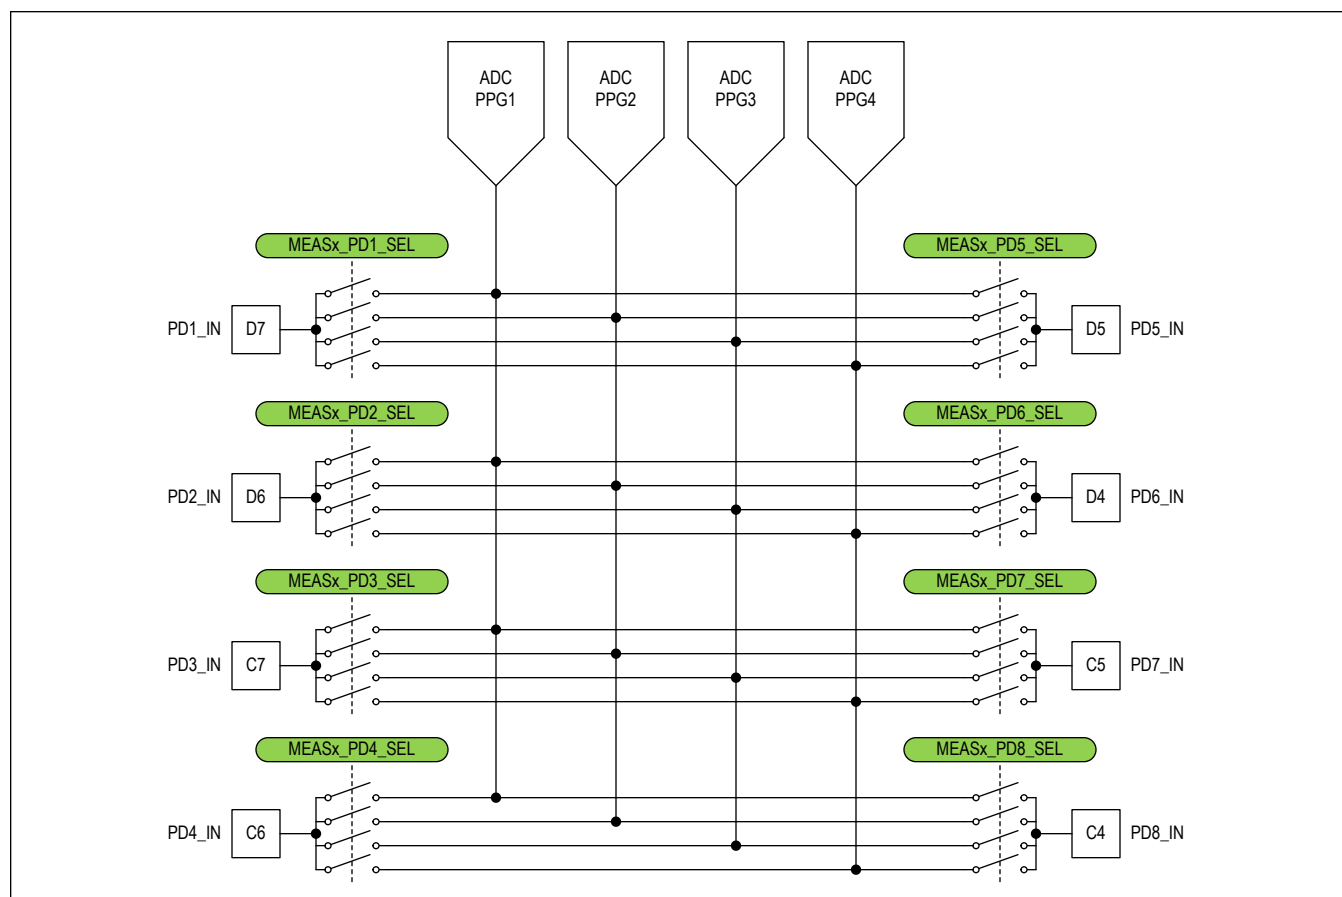 ADC
PPG1
ADC
PPG2
ADC
PPG3
ADC
PPG4
MEASx_PD1_SEL
MEASx_PD5_SEL
PD1_IN
D7
D5
PD5_IN
MEASx_PD2_SEL
MEASx_PD6_SEL
PD2_IN
D6
D4
PD6_IN
MEASx_PD3_SEL
MEASx_PD7_SEL
PD3_IN
C7
C5
PD7_IN
MEASx_PD4_SEL
MEASx_PD8_SEL
PD4_IN
C6
C4
PD8_IN